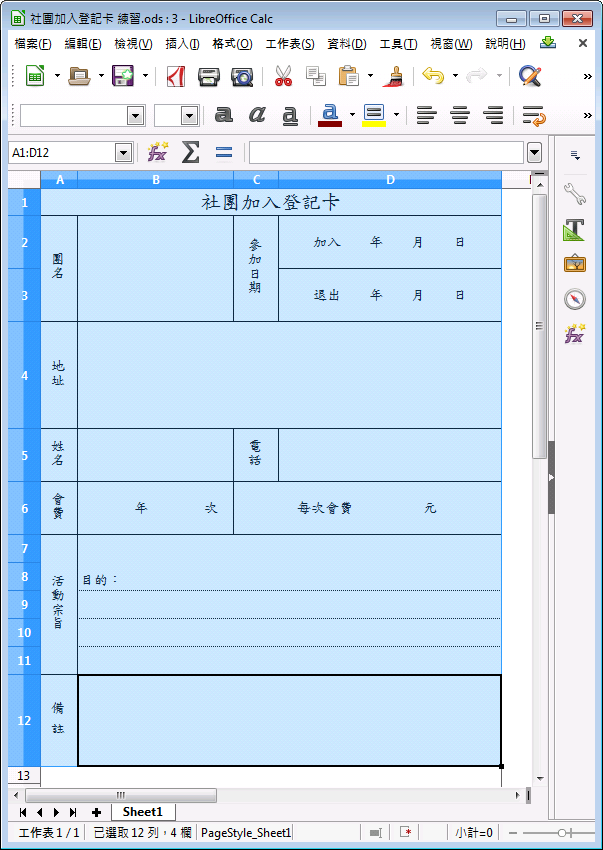 社團加入登記卡 練習.ods : 3 - LibreOffice Calc
檔案(F) 編輯(E) 檢視(V) 插入(I) 格式(O) 工作表(S) 資料(D) 工具(T) 視窗(W) 說明(H)
A1:D12
A B C D
1 社團加入登記卡
2 團名 參加日期 加入 年 月 日
3 退出 年 月 日
4 地址
5 姓名 電話
6 會費 年 次 每次會費 元
7 活動宗旨
8 目的：
9
10
11
12 備註
13
Sheet1
工作表 1 / 1 已選取 12 列，4 欄 PageStyle_Sheet1 小計=0